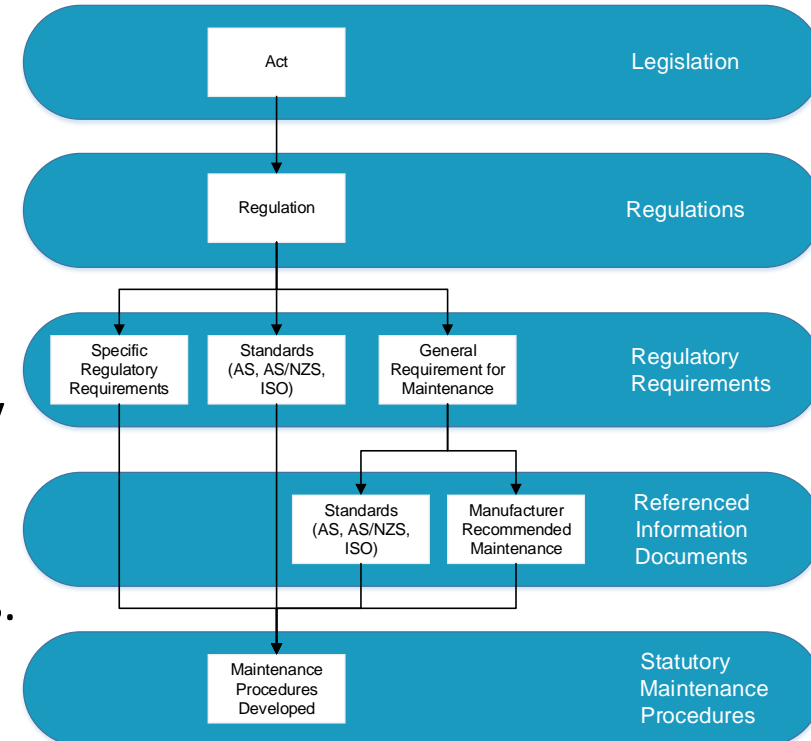 Act
Legislation
Regulation
Regulations
Specific
Regulatory
Requirements
Standards
(AS, AS/NZS,
ISO)
General
Requirement for
Maintenance
Regulatory
Requirements
Standards
(AS, AS/NZS,
ISO)
Manufacturer
Recommended
Maintenance
Referenced
Information
Documents
Maintenance
Procedures
Developed
Statutory
Maintenance
Procedures